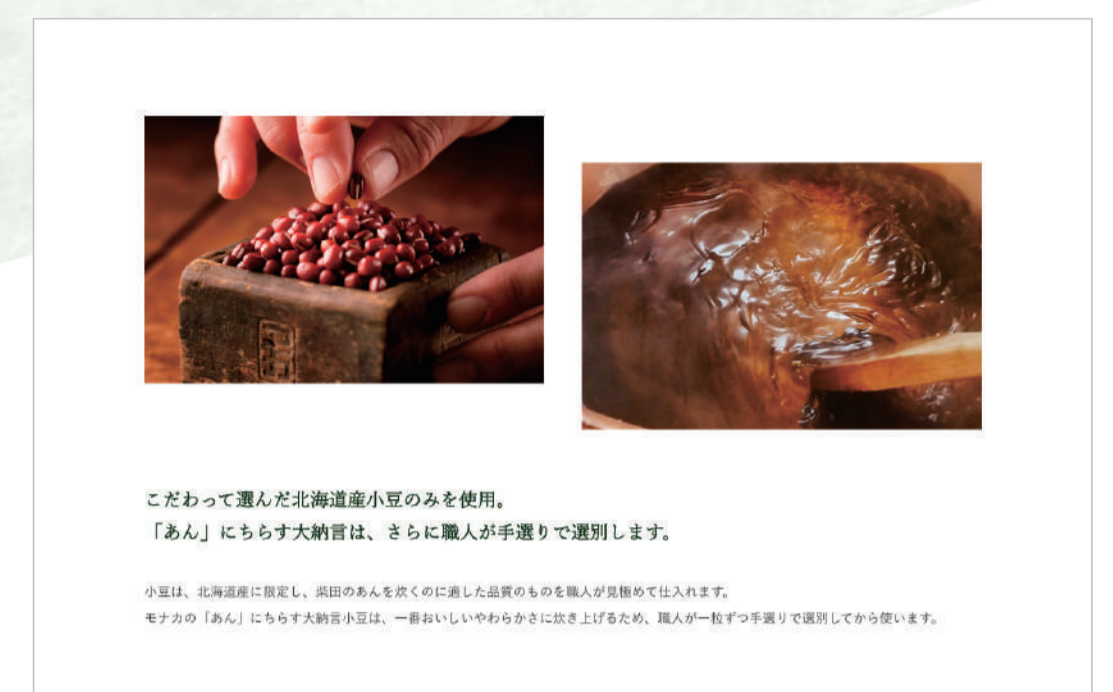 こだわって選んだ北海道産小豆のみを使用。
「あん」にちらす大納言は、さらに職人が手選りで選別します。
小豆は、北海道産に限定し、柴田のあんを炊くのに適した品質のものを職人が見極めて仕入れます。
モナカの「あん」にちらす大納言小豆は、一番おいしいやわらかさに炊き上げるため、職人が一粒ずつ手選りで選別してから使います。